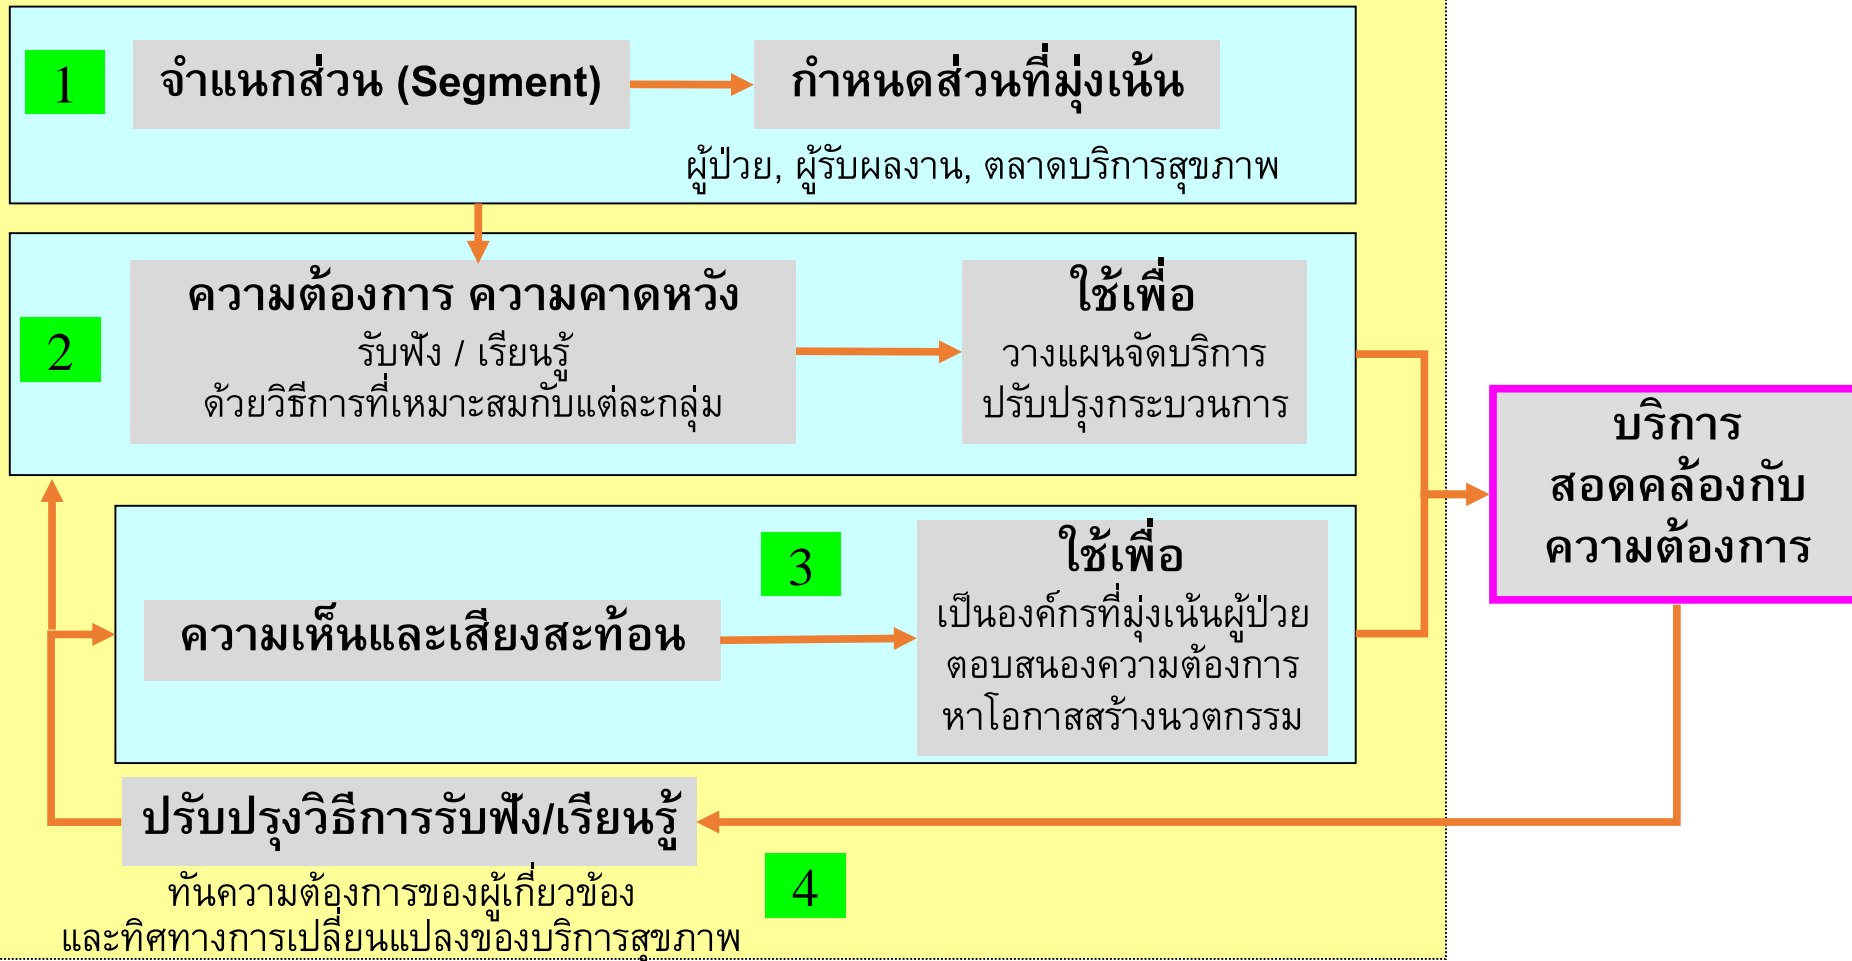 1
จำแนกส่วน (Segment)
กำหนดส่วนที่มุ่งเน้น
ผู้ป่วย, ผู้รับผลงาน, ตลาดบริการสุขภาพ
2
ความต้องการ ความคาดหวัง
รับฟัง / เรียนรู้
ด้วยวิธีการที่เหมาะสมกับแต่ละกลุ่ม
ใช้เพื่อ
วางแผนจัดบริการ
ปรับปรุงกระบวนการ
3
ความเห็นและเสียงสะท้อน
ใช้เพื่อ
เป็นองค์กรที่มุ่งเน้นผู้ป่วย
ตอบสนองความต้องการ
หาโอกาสสร้างนวตกรรม
บริการ
สอดคล้องกับ
ความต้องการ
ปรับปรุงวิธีการรับฟัง/เรียนรู้
4
ทันความต้องการของผู้เกี่ยวข้อง
และทิศทางการเปลี่ยนแปลงของบริการสุขภาพ